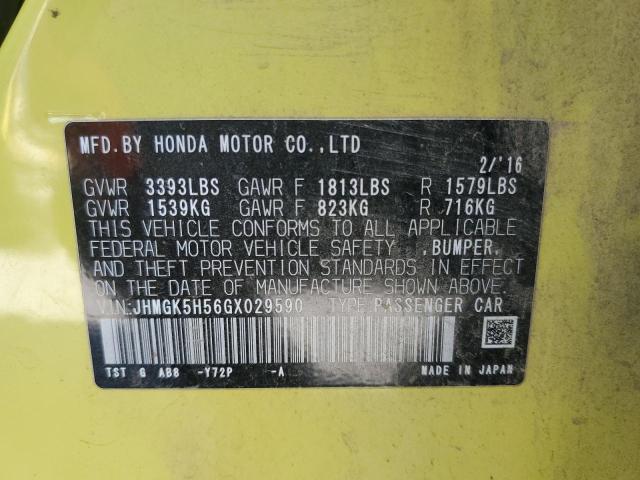 MFD.BY HONDA MOTOR CO.,LTD
2/'16
GVWR 3393LBS GAWR F 1813LBS R 1579LBS
GVWR 1539KG GAWR F 823KG R 716KG
THIS VEHICLE CONFORMS TO ALL APPLICABLE
FEDERAL MOTOR VEHICLE SAFETY ,BUMPER,
AND THEFT PREVENTION STANDARDS IN EFFECT
ON THE DATE OF MANUFACTURE SHOWN ABOVE.
VIN:JHMGK5H56GX029590 TYPE PASSENGER CAR
TST G AB8 -Y72P -A MADE IN JAPAN